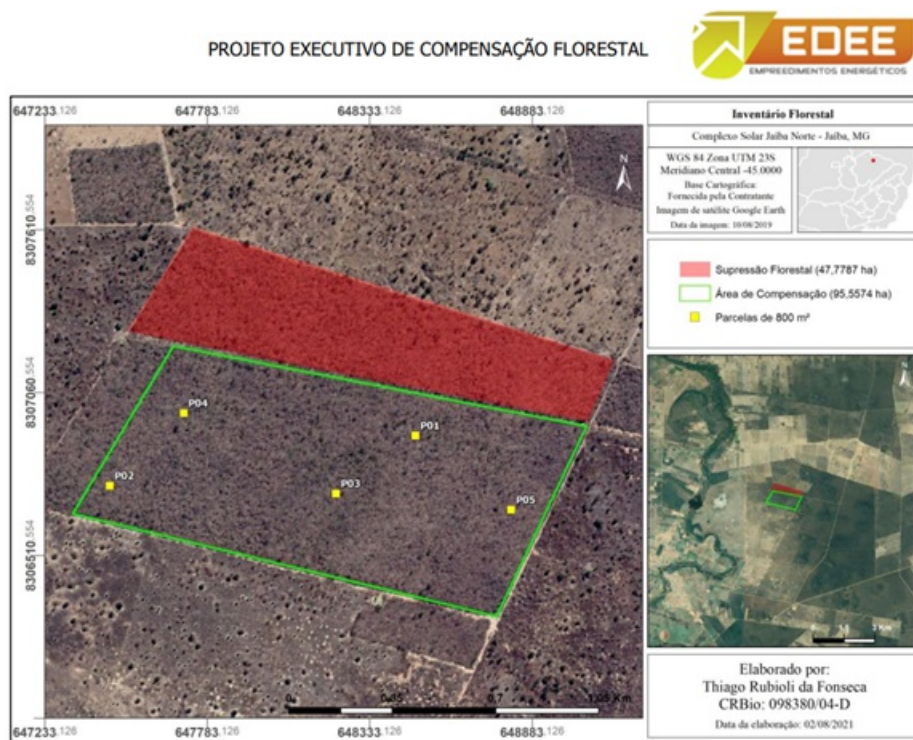 PROJETO EXECUTIVO DE COMPENSAÇÃO FLORESTAL
EDEE
EMPREEDIMENTOS ENERGÉTICOS
647233,126 647783,126 648333,126 648883,126
8307610,554
8307060,554
8306510,554
N
P04
P01
P02
P03
P05
0 0.35 0.7 1.05 Km
647233,126 647783,126 648333,126 648883,126
Inventário Florestal
Complexo Solar Jaíba Norte - Jaíba, MG
WGS 84 Zona UTM 23S
Meridiano Central -45.0000
Base Cartográfica:
Fornecida pela Contratante
Imagem de satélite Google Earth
Data da imagem: 10/08/2019
Supressão Florestal (47,7787 ha)
Área de Compensação (95,5574 ha)
Parcelas de 800 m²
N
Elaborado por:
Thiago Rubioli da Fonseca
CRBio: 098380/04-D
Data da elaboração: 02/08/2021